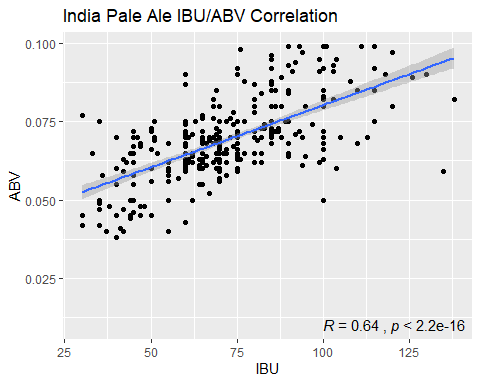 India Pale Ale IBU/ABV Correlation
0.100
0.075
0.050
0.025
ABV
R = 0.64 , p < 2.2e-16
25 50 75 100 125
IBU